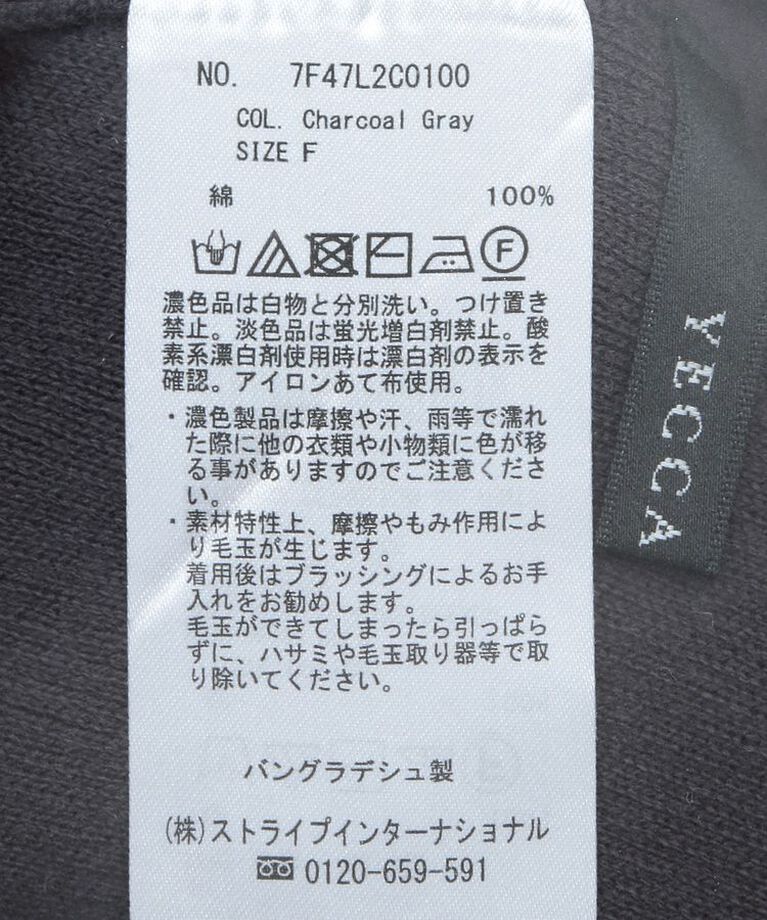 NO. 7F47L2C0100
COL. Charcoal Gray
SIZE F
綿 100%
F
濃色品は白物と分別洗い。つけ置き
禁止。淡色品は蛍光増白剤禁止。酸
素系漂白剤使用時は漂白剤の表示を
確認。アイロンあて布使用。
・濃色製品は摩擦や汗、雨等で濡れ
た際に他の衣類や小物類に色が移
る事がありますのでご注意くださ
い。
・素材特性上、摩擦やもみ作用によ
り毛玉が生じます。
着用後はブラッシングによるお手
入れをお勧めします。
毛玉ができてしまったら引っぱら
ずに、ハサミや毛玉取り器等で取
り除いてください。
バングラデシュ製
(株)ストライプインターナショナル
0120-659-591
YECCA